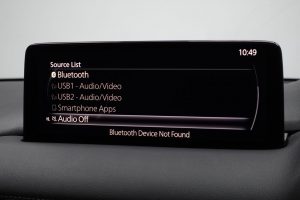 10:49
Source List
Bluetooth
USB1 - Audio/Video
USB2 - Audio/Video
Smartphone Apps
Audio Off
Bluetooth Device Not Found